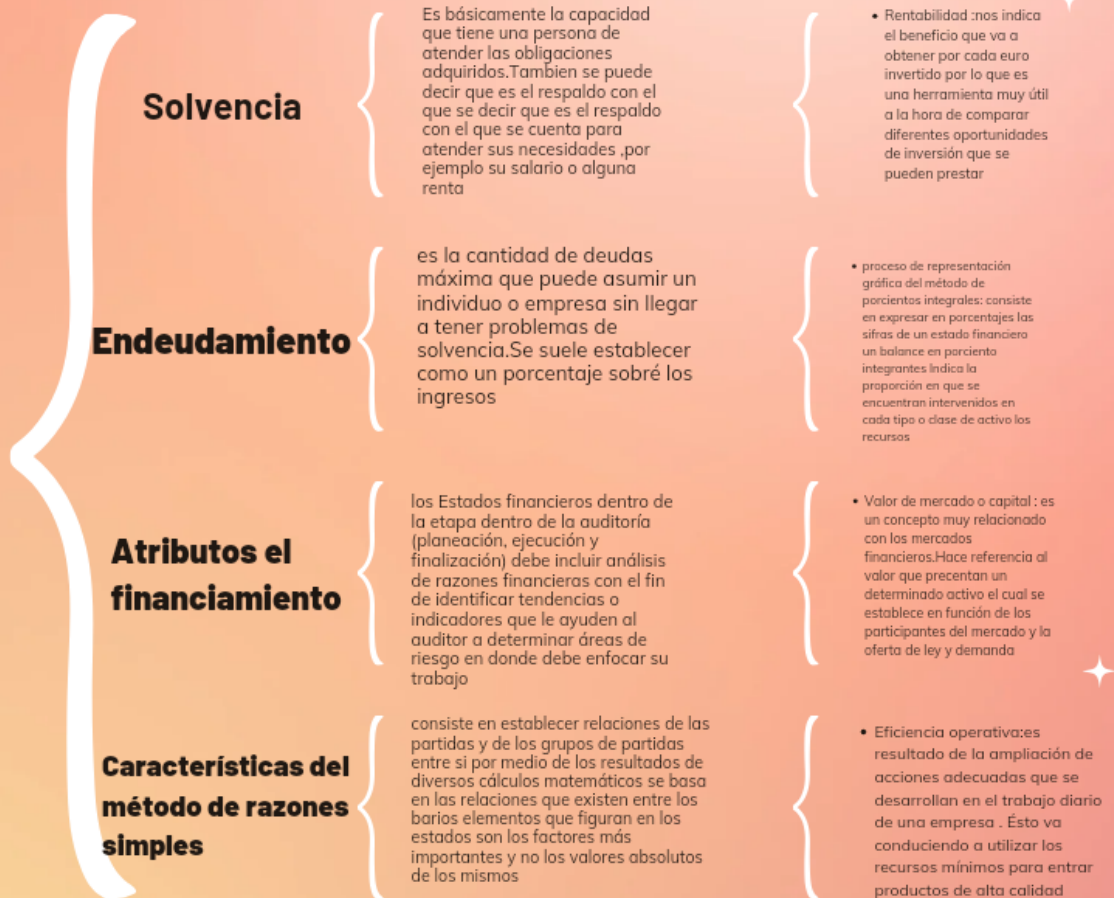 Solvencia
Es básicamente la capacidad
que tiene una persona de
atender las obligaciones
adquiridos.Tambien se puede
decir que es el respaldo con el
que se decir que es el respaldo
con el que se cuenta para
atender sus necesidades ,por
ejemplo su salario o alguna
renta
• Rentabilidad :nos indica
el beneficio que va a
obtener por cada euro
invertido por lo que es
una herramienta muy útil
a la hora de comparar
diferentes oportunidades
de inversión que se
pueden prestar
Endeudamiento
es la cantidad de deudas
máxima que puede asumir un
individuo o empresa sin llegar
a tener problemas de
solvencia.Se suele establecer
como un porcentaje sobré los
ingresos
• proceso de representación
gráfica del método de
porcientos integrales: consiste
en expresar en porcentajes las
sifras de un estado financiero
un balance en porciento
integrantes Indica la
proporción en que se
encuentran intervenidos en
cada tipo o clase de activo los
recursos
Atributos el
financiamiento
los Estados financieros dentro de
la etapa dentro de la auditoría
(planeación, ejecución y
finalización) debe incluir análisis
de razones financieras con el fin
de identificar tendencias o
indicadores que le ayuden al
auditor a determinar áreas de
riesgo en donde debe enfocar su
trabajo
• Valor de mercado o capital : es
un concepto muy relacionado
con los mercados
financieros.Hace referencia al
valor que precentan un
determinado activo el cual se
establece en función de los
participantes del mercado y la
oferta de ley y demanda
Características del
método de razones
simples
consiste en establecer relaciones de las
partidas y de los grupos de partidas
entre si por medio de los resultados de
diversos cálculos matemáticos se basa
en las relaciones que existen entre los
barios elementos que figuran en los
estados son los factores más
importantes y no los valores absolutos
de los mismos
• Eficiencia operativa:es
resultado de la ampliación de
acciones adecuadas que se
desarrollan en el trabajo diario
de una empresa . Ésto va
conduciendo a utilizar los
recursos mínimos para entrar
productos de alta calidad